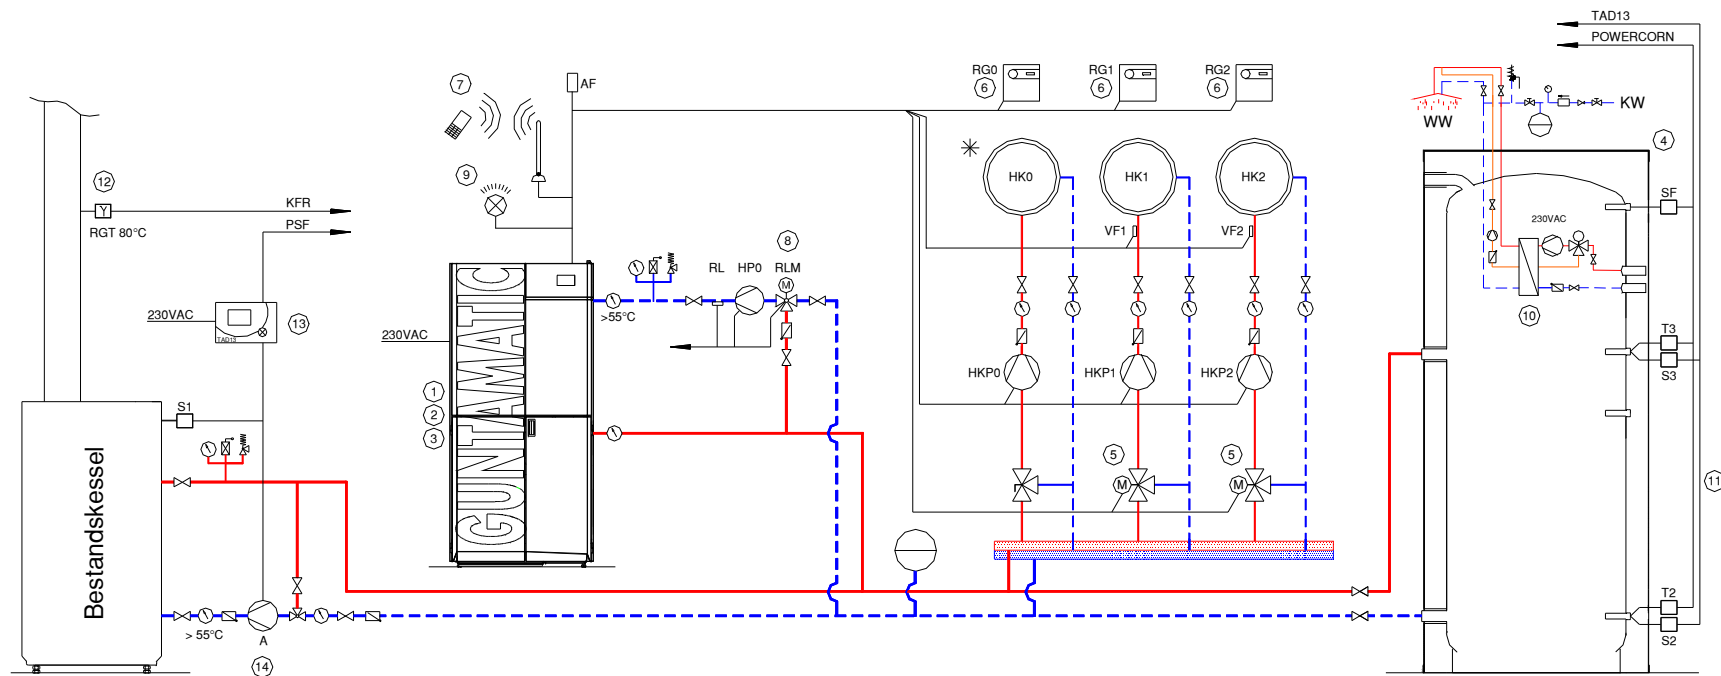 TAD13
POWERCORN
7
AF
RG0
6
RG1
6
RG2
6
WW
KW
4
12
Y
KFR
RGT 80°C
PSF
9
HK0
HK1
HK2
SF
VF1
VF2
230VAC
8
RL
HP0
RLM
M
>55°C
10
230VAC
TAD13
13
230VAC
GUNTAMATIC
1
2
3
HKP0
HKP1
HKP2
T3
S3
S1
Bestandskessel
5
5
M
M
11
> 55°C
A
14
T2
S2